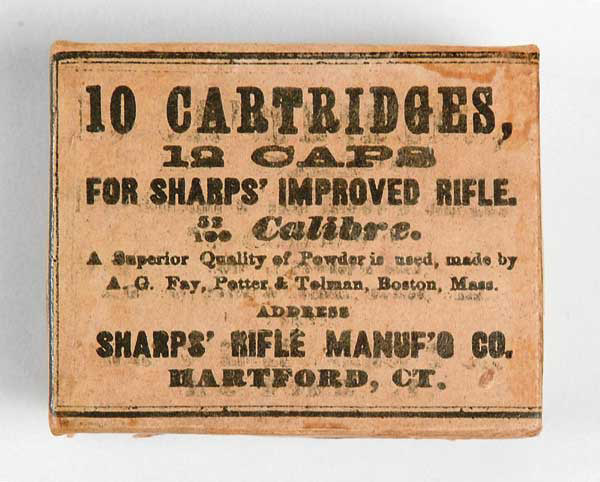 10 CARTRIDGES,
12 CAPS
FOR SHARPS' IMPROVED RIFLE.
52/100 Calibre.
A Superior Quality of Powder is used, made by
A. G. Fay, Potter & Tolman, Boston, Mass.
ADDRESS
SHARPS' RIFLE MANUF'G CO.
HARTFORD, CT.